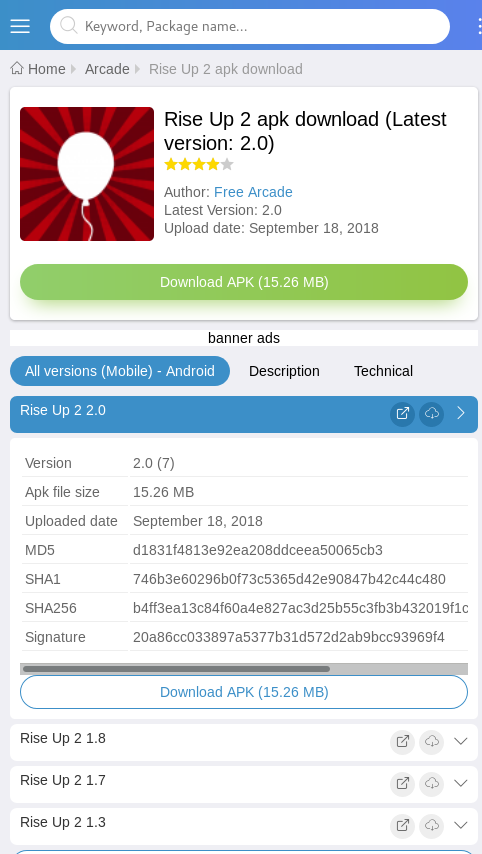 Keyword, Package name...
Home Arcade Rise Up 2 apk download
Rise Up 2 apk download (Latest
version: 2.0)
Author: Free Arcade
Latest Version: 2.0
Upload date: September 18, 2018
Download APK (15.26 MB)
banner ads
All versions (Mobile) - Android Description Technical
Rise Up 2 2.0
Version 2.0 (7)
Apk file size 15.26 MB
Uploaded date September 18, 2018
MD5 d1831f4813e92ea208ddceea50065cb3
SHA1 746b3e60296b0f73c5365d42e90847b42c44c480
SHA256 b4ff3ea13c84f60a4e827ac3d25b55c3fb3b432019f1c
Signature 20a86cc033897a5377b31d572d2ab9bcc93969f4
Download APK (15.26 MB)
Rise Up 2 1.8
Rise Up 2 1.7
Rise Up 2 1.3